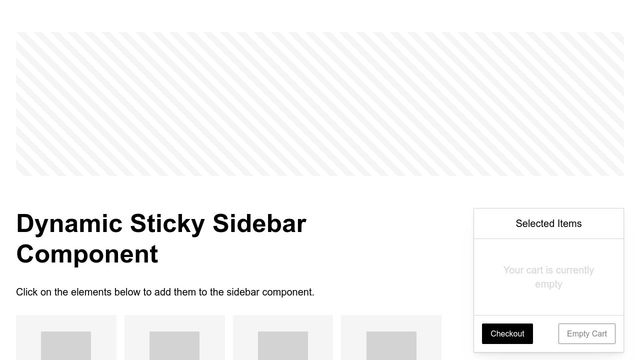 Dynamic Sticky Sidebar
Component
Click on the elements below to add them to the sidebar component.
Selected Items
Your cart is currently
empty
Checkout
Empty Cart